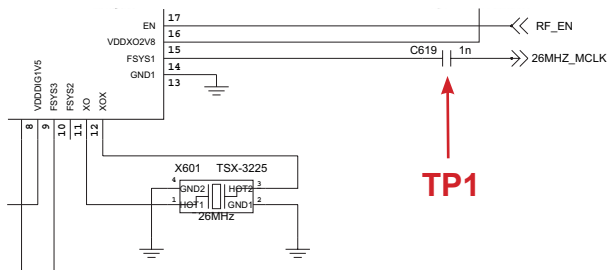 17
EN
RF_EN
16
VDDXO2V8
15
FSYS1
C619 1n
26MHZ_MCLK
14
GND1
13
VDDDIG1V5
FSYS3
FSYS2
XO
XOX
8
9
10
11
12
TP1
X601 TSX-3225
4 GND2 HOT2 3
1 HOT1 GND1 2
26MHz